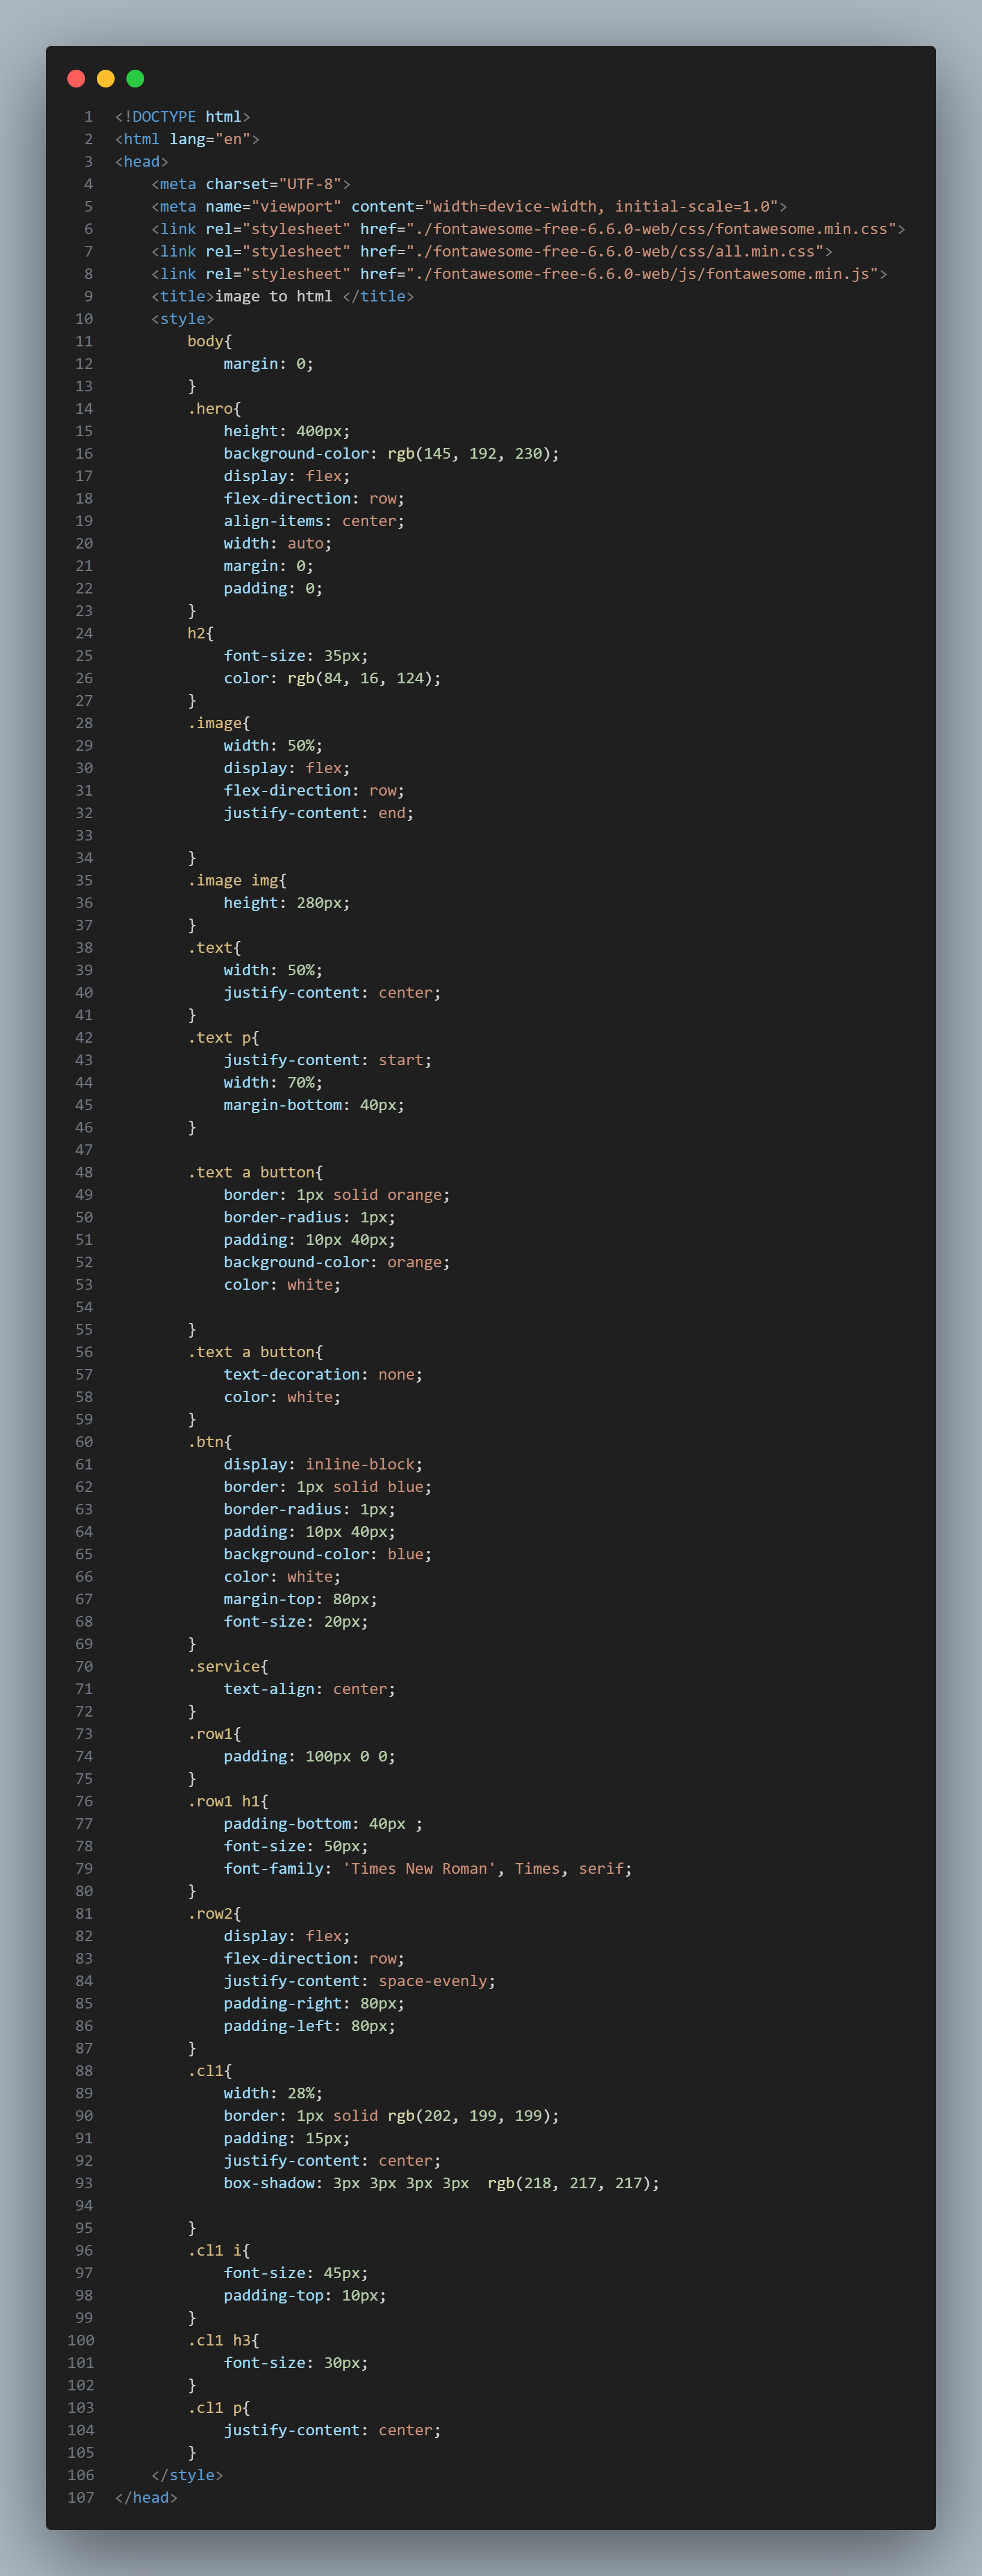 1 <!DOCTYPE html>
2 <html lang="en">
3 <head>
4     <meta charset="UTF-8">
5     <meta name="viewport" content="width=device-width, initial-scale=1.0">
6     <link rel="stylesheet" href="./fontawesome-free-6.6.0-web/css/fontawesome.min.css">
7     <link rel="stylesheet" href="./fontawesome-free-6.6.0-web/css/all.min.css">
8     <link rel="stylesheet" href="./fontawesome-free-6.6.0-web/js/fontawesome.min.js">
9     <title>image to html </title>
10     <style>
11         body{
12             margin: 0;
13         }
14         .hero{
15             height: 400px;
16             background-color: rgb(145, 192, 230);
17             display: flex;
18             flex-direction: row;
19             align-items: center;
20             width: auto;
21             margin: 0;
22             padding: 0;
23         }
24         h2{
25             font-size: 35px;
26             color: rgb(84, 16, 124);
27         }
28         .image{
29             width: 50%;
30             display: flex;
31             flex-direction: row;
32             justify-content: end;
33
34         }
35         .image img{
36             height: 280px;
37         }
38         .text{
39             width: 50%;
40             justify-content: center;
41         }
42         .text p{
43             justify-content: start;
44             width: 70%;
45             margin-bottom: 40px;
46         }
47
48         .text a button{
49             border: 1px solid orange;
50             border-radius: 1px;
51             padding: 10px 40px;
52             background-color: orange;
53             color: white;
54
55         }
56         .text a button{
57             text-decoration: none;
58             color: white;
59         }
60         .btn{
61             display: inline-block;
62             border: 1px solid blue;
63             border-radius: 1px;
64             padding: 10px 40px;
65             background-color: blue;
66             color: white;
67             margin-top: 80px;
68             font-size: 20px;
69         }
70         .service{
71             text-align: center;
72         }
73         .row1{
74             padding: 100px 0 0;
75         }
76         .row1 h1{
77             padding-bottom: 40px ;
78             font-size: 50px;
79             font-family: 'Times New Roman', Times, serif;
80         }
81         .row2{
82             display: flex;
83             flex-direction: row;
84             justify-content: space-evenly;
85             padding-right: 80px;
86             padding-left: 80px;
87         }
88         .cl1{
89             width: 28%;
90             border: 1px solid rgb(202, 199, 199);
91             padding: 15px;
92             justify-content: center;
93             box-shadow: 3px 3px 3px 3px  rgb(218, 217, 217);
94
95         }
96         .cl1 i{
97             font-size: 45px;
98             padding-top: 10px;
99         }
100         .cl1 h3{
101             font-size: 30px;
102         }
103         .cl1 p{
104             justify-content: center;
105         }
106     </style>
107 </head>